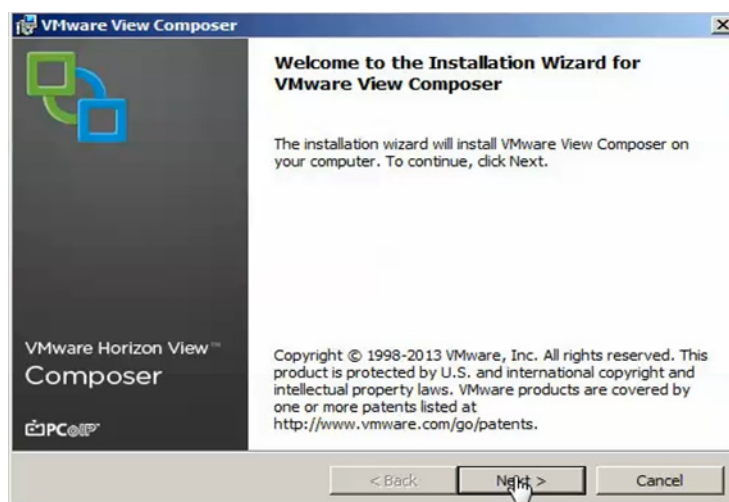 VMware View Composer
Welcome to the Installation Wizard for
VMware View Composer
The installation wizard will install VMware View Composer on
your computer. To continue, click Next.
VMware Horizon View™
Composer
PCoIP
Copyright © 1998-2013 VMware, Inc. All rights reserved. This
product is protected by U.S. and international copyright and
intellectual property laws. VMware products are covered by
one or more patents listed at
http://www.vmware.com/go/patents.
< Back
Next >
Cancel